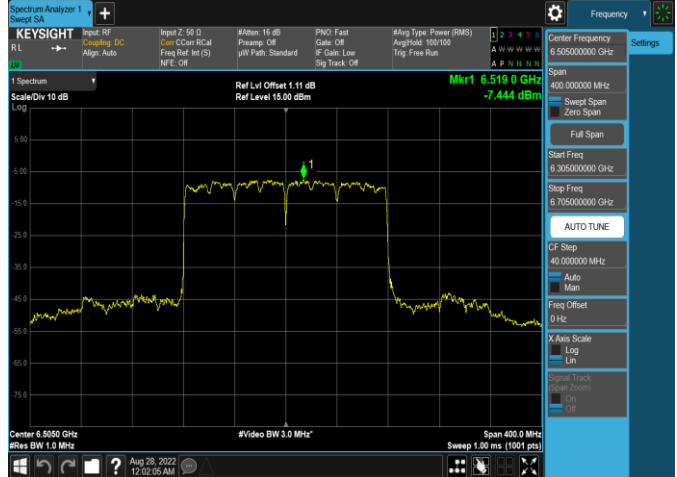 Spectrum Analyzer 1
Swept SA
+
Frequency
KEYSIGHT
RL
LV
Input: RF
Coupling: DC
Align: Auto
Input Z: 50 Ω
Corr CCorr RCal
Freq Ref: Int (S)
NFE: Off
#Atten: 16 dB
Preamp: Off
µW Path: Standard
PNO: Fast
Gate: Off
IF Gain: Low
Sig Track: Off
#Avg Type: Power (RMS)
Avg|Hold: 100/100
Trig: Free Run
1 2 3 4 5 6
A W W W W W
A P N N N N
Center Frequency
6.505000000 GHz
Settings
1 Spectrum
Scale/Div 10 dB
Log
Ref Lvl Offset 1.11 dB
Ref Level 15.00 dBm
Mkr1 6.519 0 GHz
-7.444 dBm
Span
400.000000 MHz
Swept Span
Zero Span
Full Span
Start Freq
6.305000000 GHz
Stop Freq
6.705000000 GHz
AUTO TUNE
CF Step
40.000000 MHz
Auto
Man
Freq Offset
0 Hz
X Axis Scale
Log
Lin
Signal Track
(Span Zoom)
On
Off
5.00
-5.00
-15.0
-25.0
-35.0
-45.0
-55.0
-65.0
-75.0
1
Center 6.5050 GHz
#Res BW 1.0 MHz
#Video BW 3.0 MHz*
Span 400.0 MHz
Sweep 1.00 ms (1001 pts)
?
Aug 28, 2022
12:02:05 AM